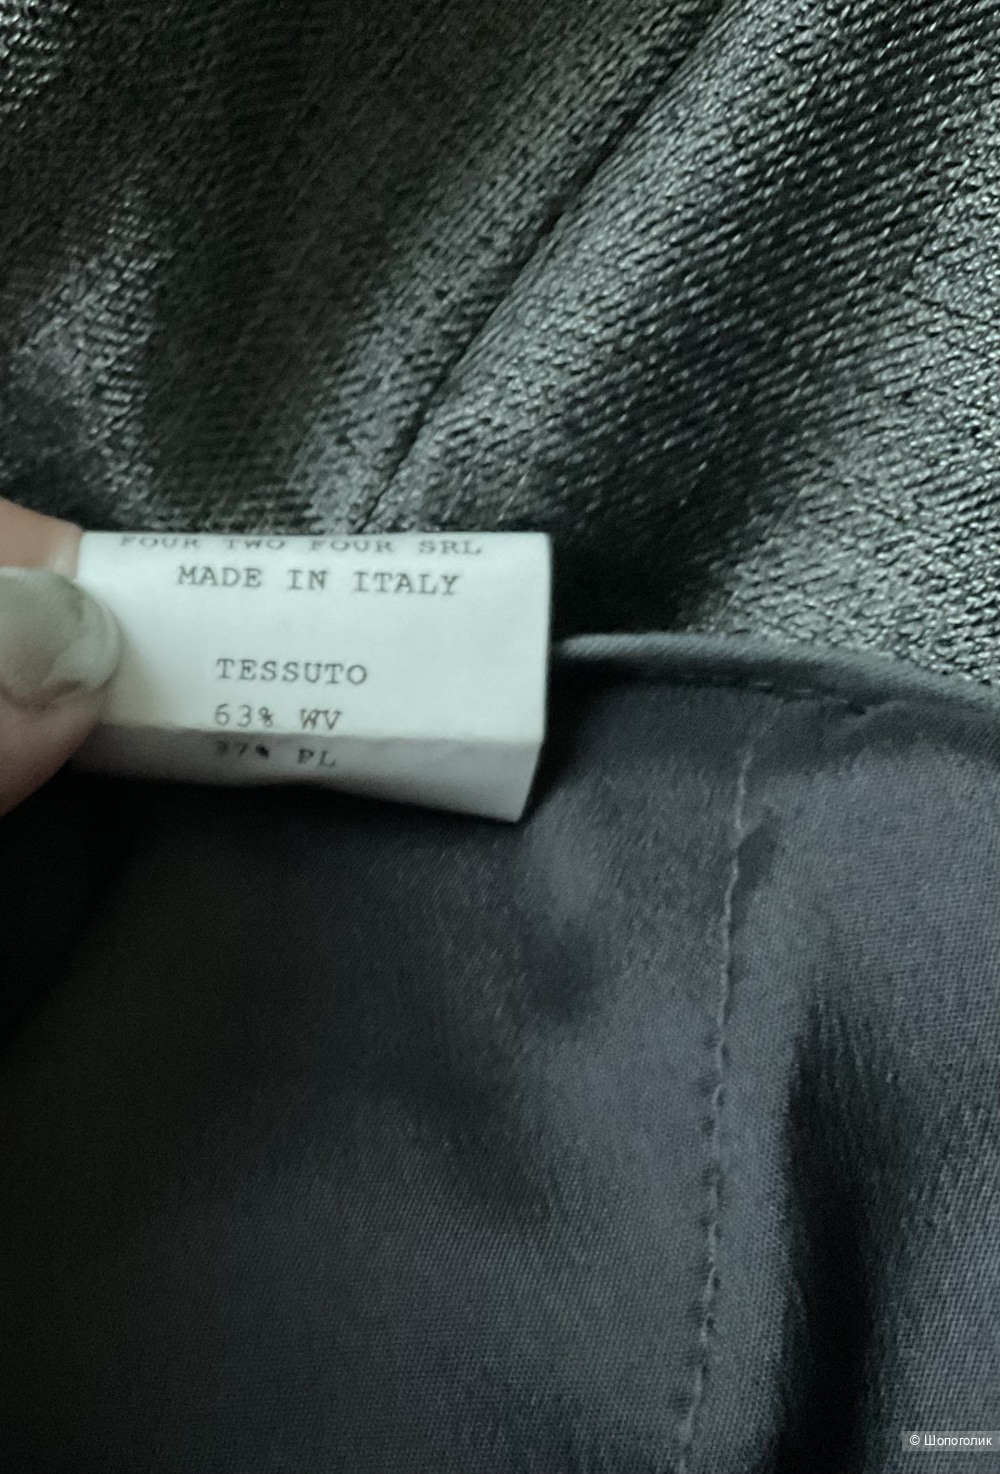 FOUR TWO FOUR SRL
MADE IN ITALY
TESSUTO
63% WV
37% PL
© Шопоголик